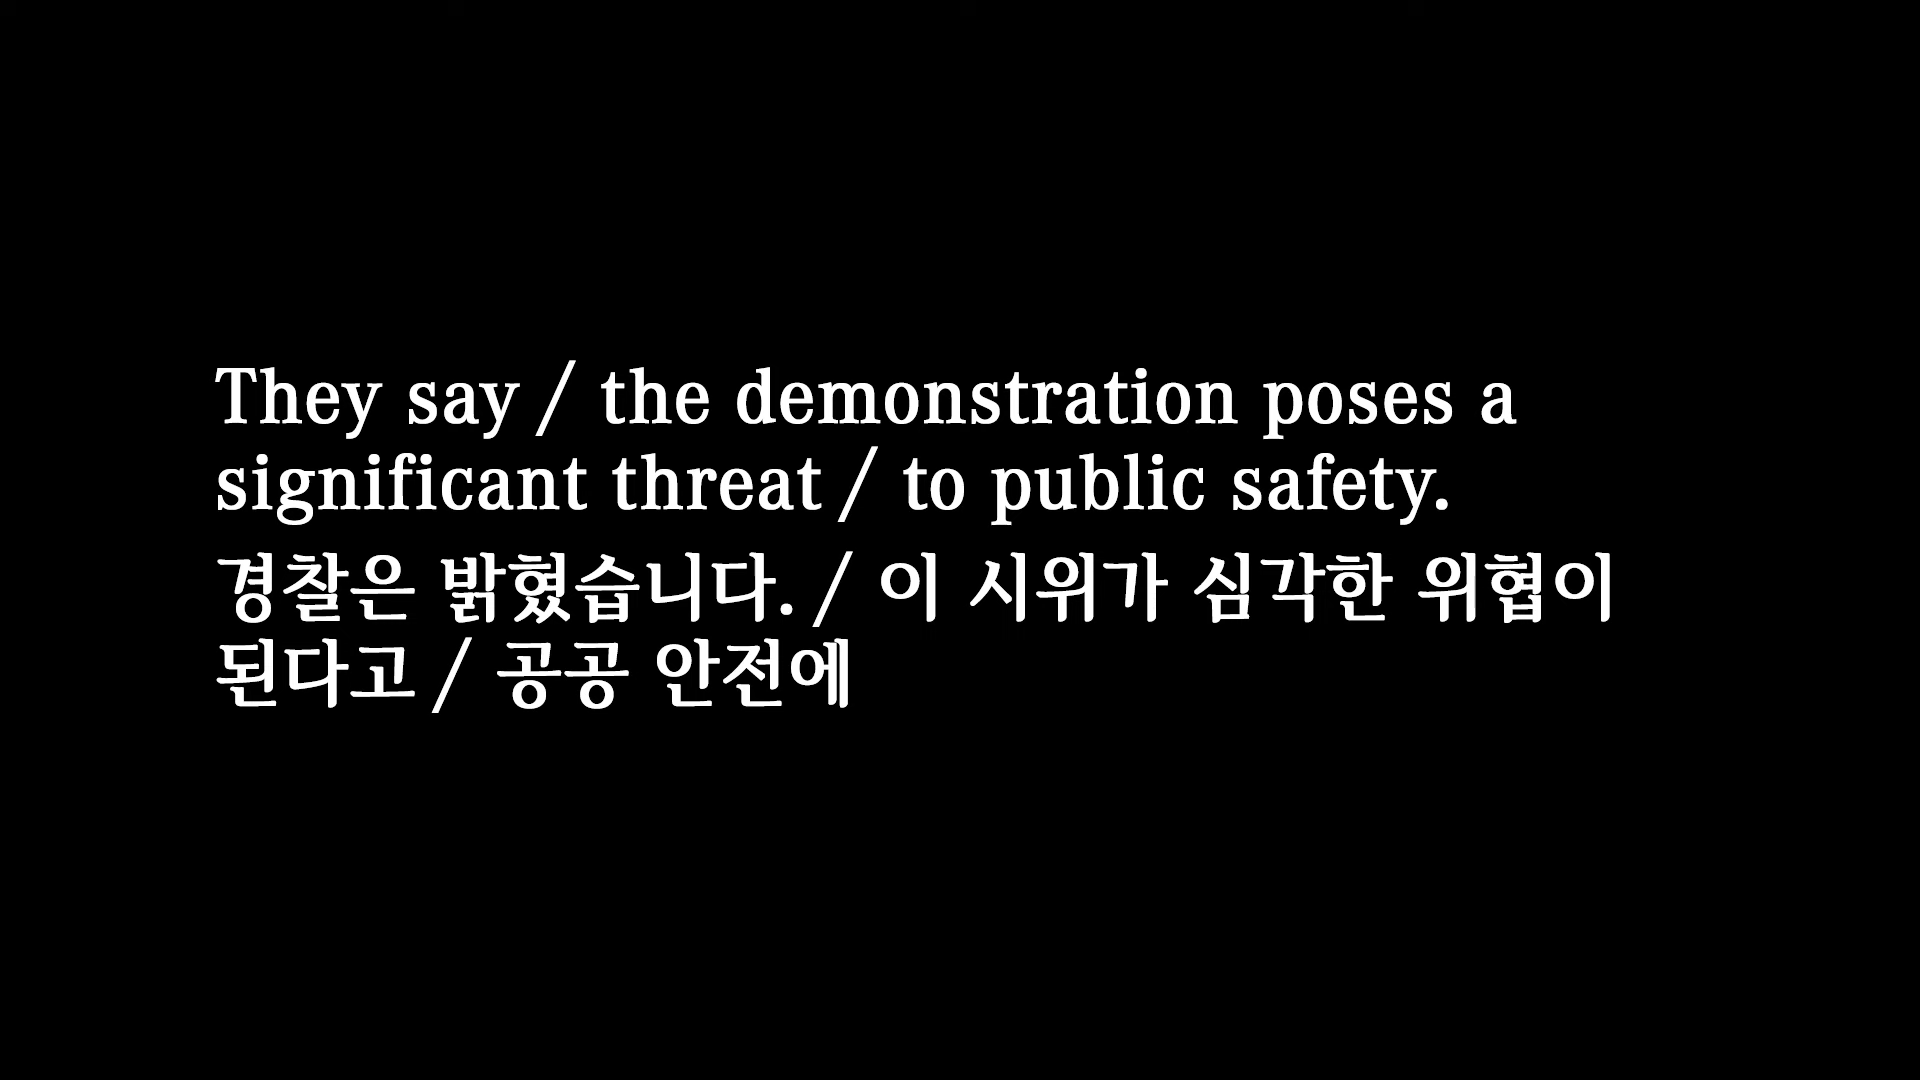 They say / the demonstration poses a
significant threat / to public safety.
경찰은 밝혔습니다. / 이 시위가 심각한 위협이
된다고 / 공공 안전에